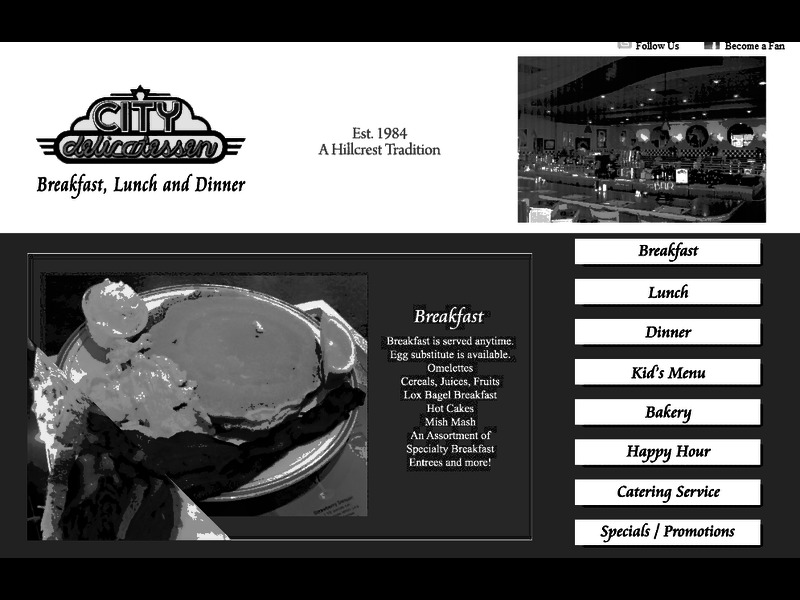 Follow Us
Become a Fan
CITY
delicatessen
Breakfast, Lunch and Dinner
Est. 1984
A Hillcrest Tradition
Breakfast
Breakfast is served anytime.
Egg substitute is available.
Omelettes
Cereals, Juices, Fruits
Lox Bagel Breakfast
Hot Cakes
Mish Mash
An Assortment of
Specialty Breakfast
Entrees and more!
Breakfast
Lunch
Dinner
Kid's Menu
Bakery
Happy Hour
Catering Service
Specials / Promotions